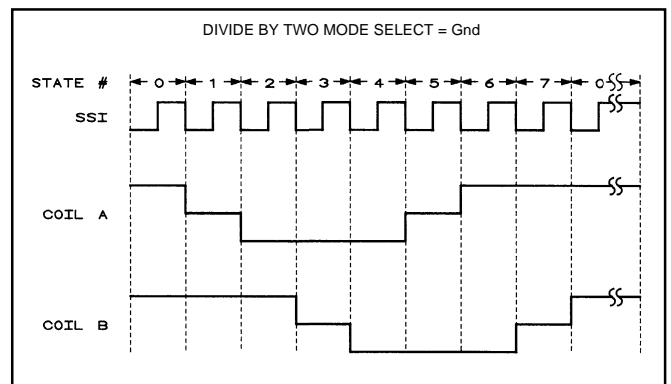 DIVIDE BY TWO MODE SELECT = Gnd
STATE # 0 1 2 3 4 5 6 7 0
SSI
COIL A
COIL B